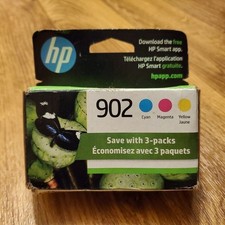 hp
Download the free
HP Smart app.
Téléchargez l'application
HP Smart gratuite.
hpapp.com
902
Cyan
Magenta
Yellow
Jaune
Save with 3-packs
Économisez avec 3 paquets